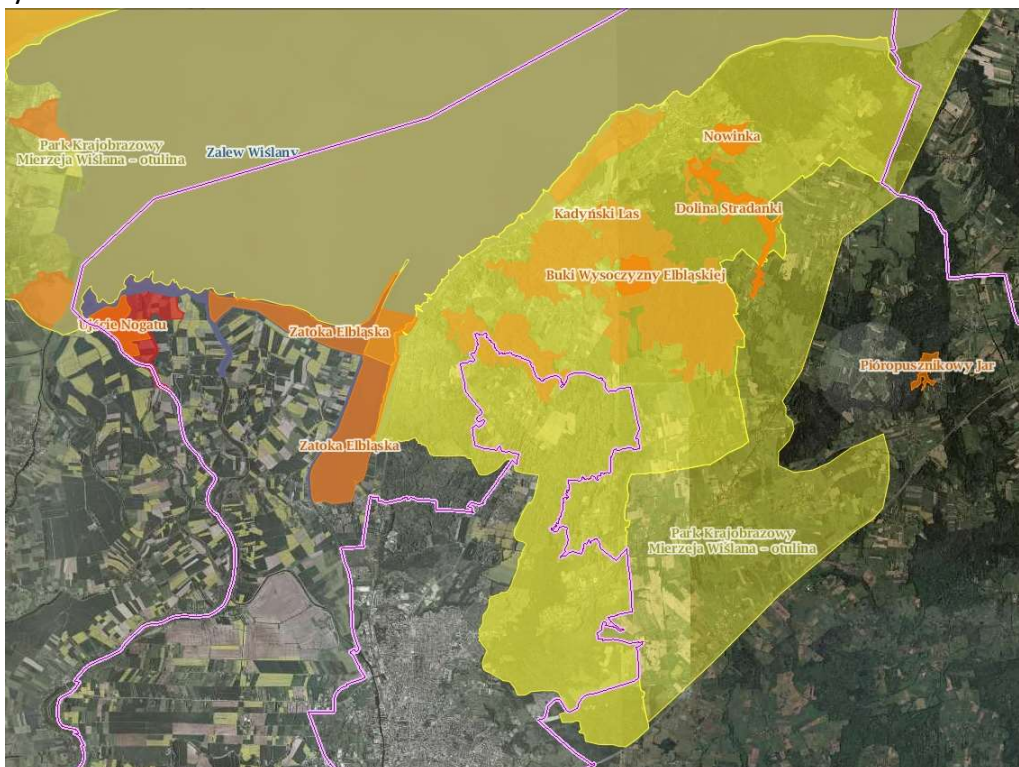 Nowinka
Park Krajobrazowy
Mierzeja Wiślana – otulina
Zalew Wiślany
Kadyński Las
Dolina Stradanki
Buki Wysoczyzny Elbląskiej
Ujście Nogatu
Zatoka Elbląska
Pióropusznikowy Jar
Zatoka Elbląska
Park Krajobrazowy
Mierzeja Wiślana – otulina